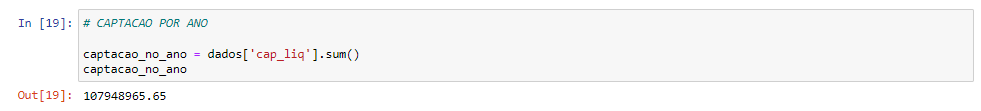 In [19]: # CAPTACAO POR ANO
captacao_no_ano = dados['cap_liq'].sum()
captacao_no_ano
Out[19]: 107948965.65